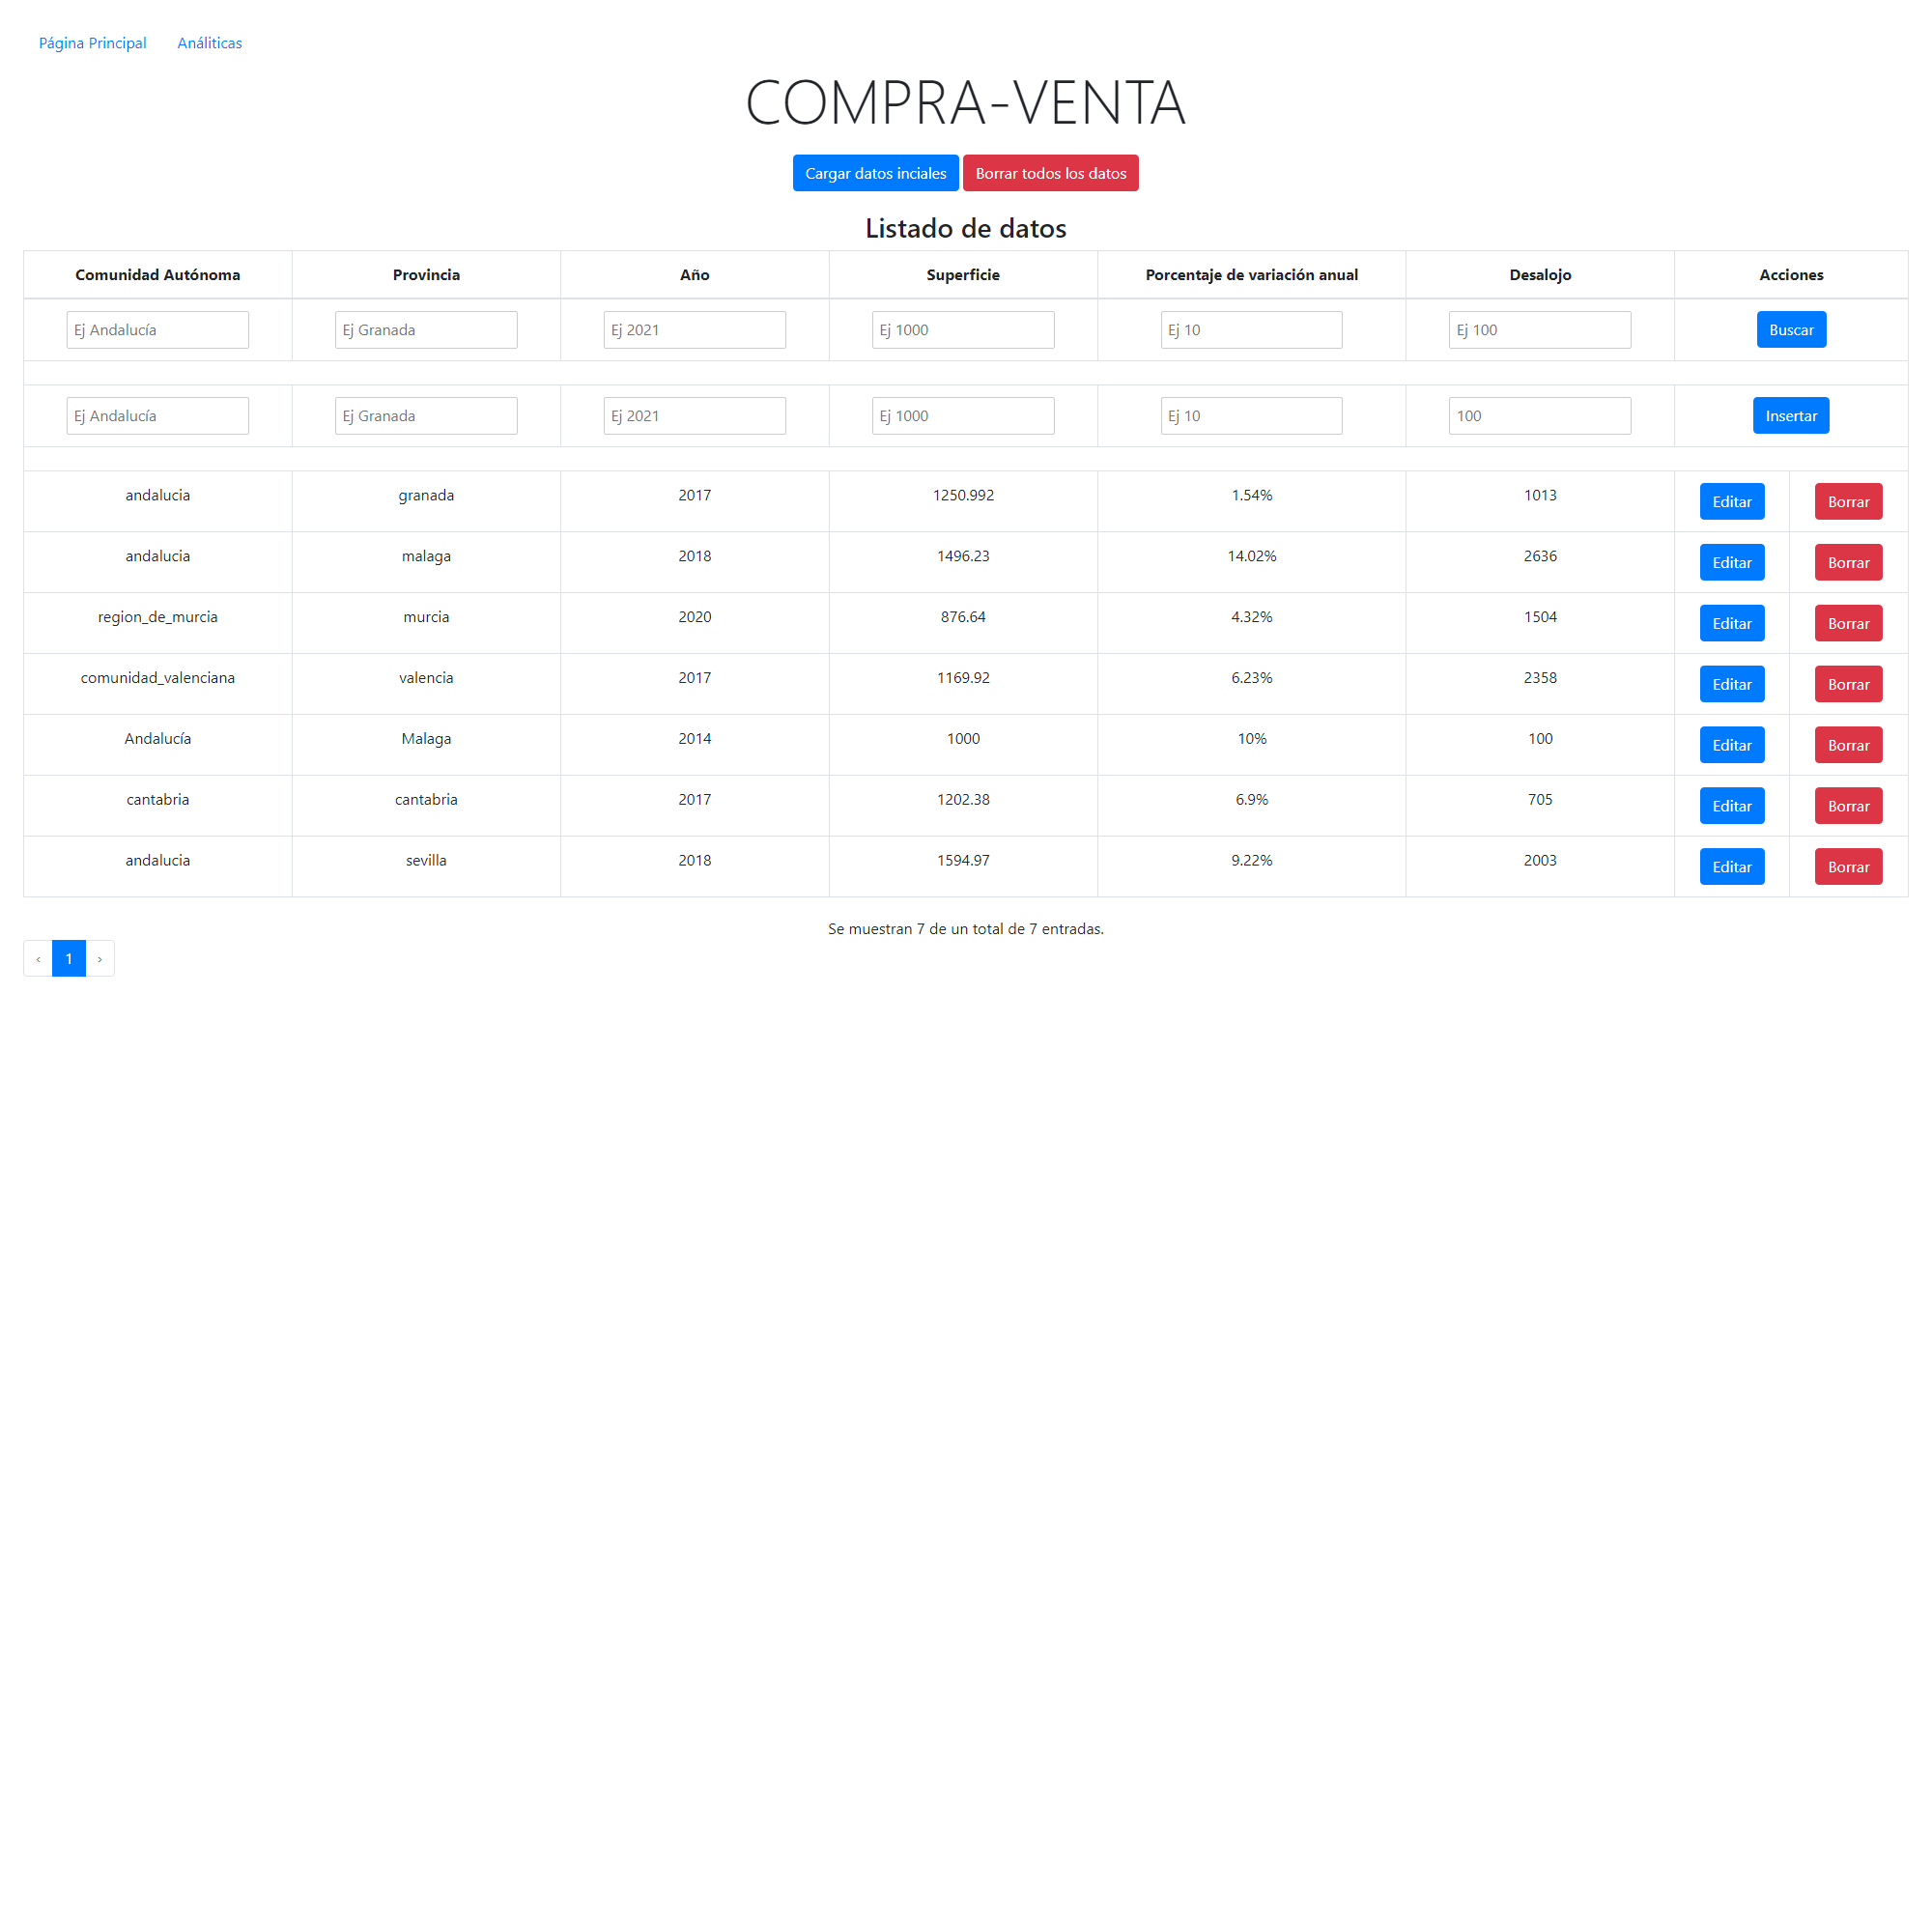 Página Principal Análiticas
COMPRA-VENTA
Cargar datos inciales Borrar todos los datos
Listado de datos
Comunidad Autónoma Provincia Año Superficie Porcentaje de variación anual Desalojo Acciones
Ej Andalucía Ej Granada Ej 2021 Ej 1000 Ej 10 Ej 100 Buscar
Ej Andalucía Ej Granada Ej 2021 Ej 1000 Ej 10 100 Insertar
andalucia granada 2017 1250.992 1.54% 1013 Editar Borrar
andalucia malaga 2018 1496.23 14.02% 2636 Editar Borrar
region_de_murcia murcia 2020 876.64 4.32% 1504 Editar Borrar
comunidad_valenciana valencia 2017 1169.92 6.23% 2358 Editar Borrar
Andalucía Malaga 2014 1000 10% 100 Editar Borrar
cantabria cantabria 2017 1202.38 6.9% 705 Editar Borrar
andalucia sevilla 2018 1594.97 9.22% 2003 Editar Borrar
Se muestran 7 de un total de 7 entradas.
‹ 1 ›